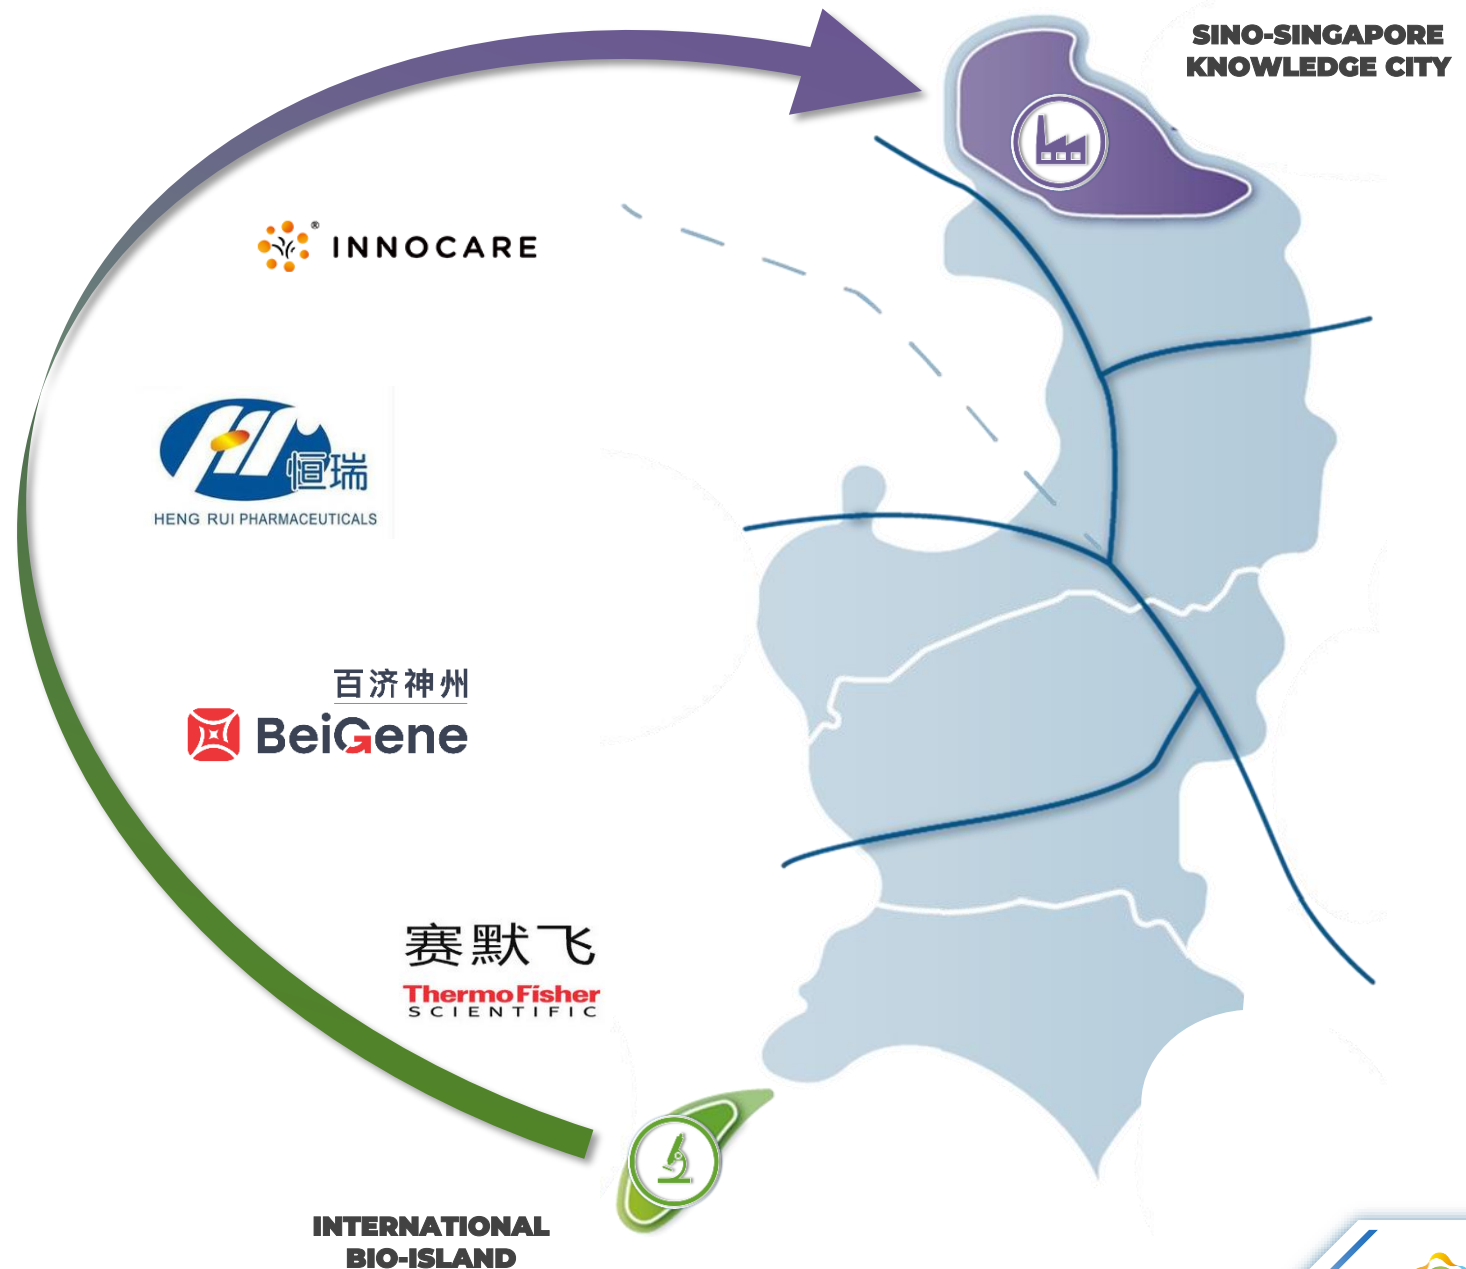 SINO-SINGAPORE
KNOWLEDGE CITY
® INNOCARE
恒瑞
HENG RUI PHARMACEUTICALS
百济神州
BeiGene
赛默飞
ThermoFisher
SCIENTIFIC
INTERNATIONAL
BIO-ISLAND